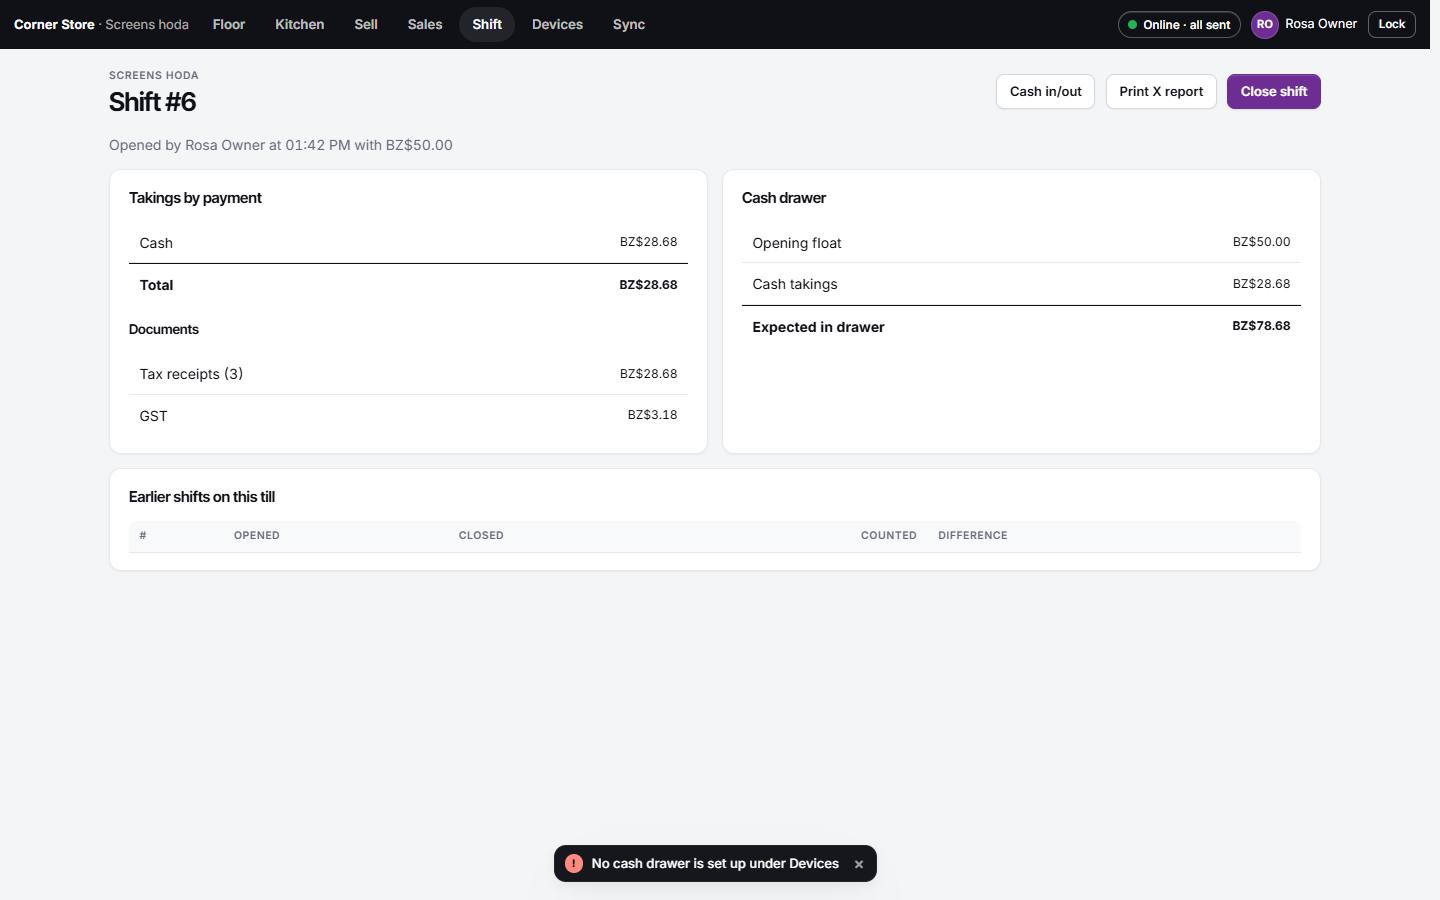 Corner Store · Screens hoda Floor Kitchen Sell Sales Shift Devices Sync Online · all sent RO Rosa Owner Lock
SCREENS HODA
Shift #6
Cash in/out Print X report Close shift
Opened by Rosa Owner at 01:42 PM with BZ$50.00
Takings by payment
Cash BZ$28.68
Total BZ$28.68
Documents
Tax receipts (3) BZ$28.68
GST BZ$3.18
Cash drawer
Opening float BZ$50.00
Cash takings BZ$28.68
Expected in drawer BZ$78.68
Earlier shifts on this till
# OPENED CLOSED COUNTED DIFFERENCE
! No cash drawer is set up under Devices ×